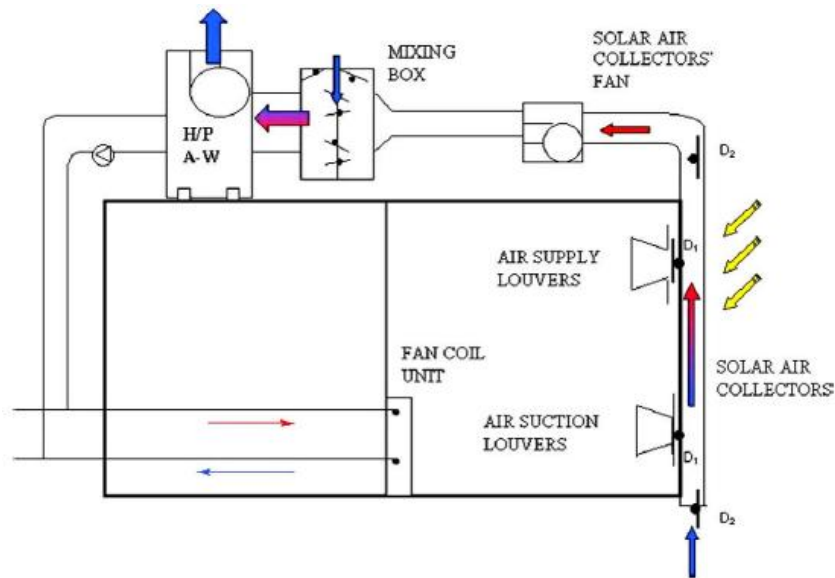 MIXING
BOX
SOLAR AIR
COLLECTORS'
FAN
H/P
A-W
D2
D1
AIR SUPPLY
LOUVERS
FAN COIL
UNIT
SOLAR AIR
COLLECTORS'
AIR SUCTION
LOUVERS
D1
D2